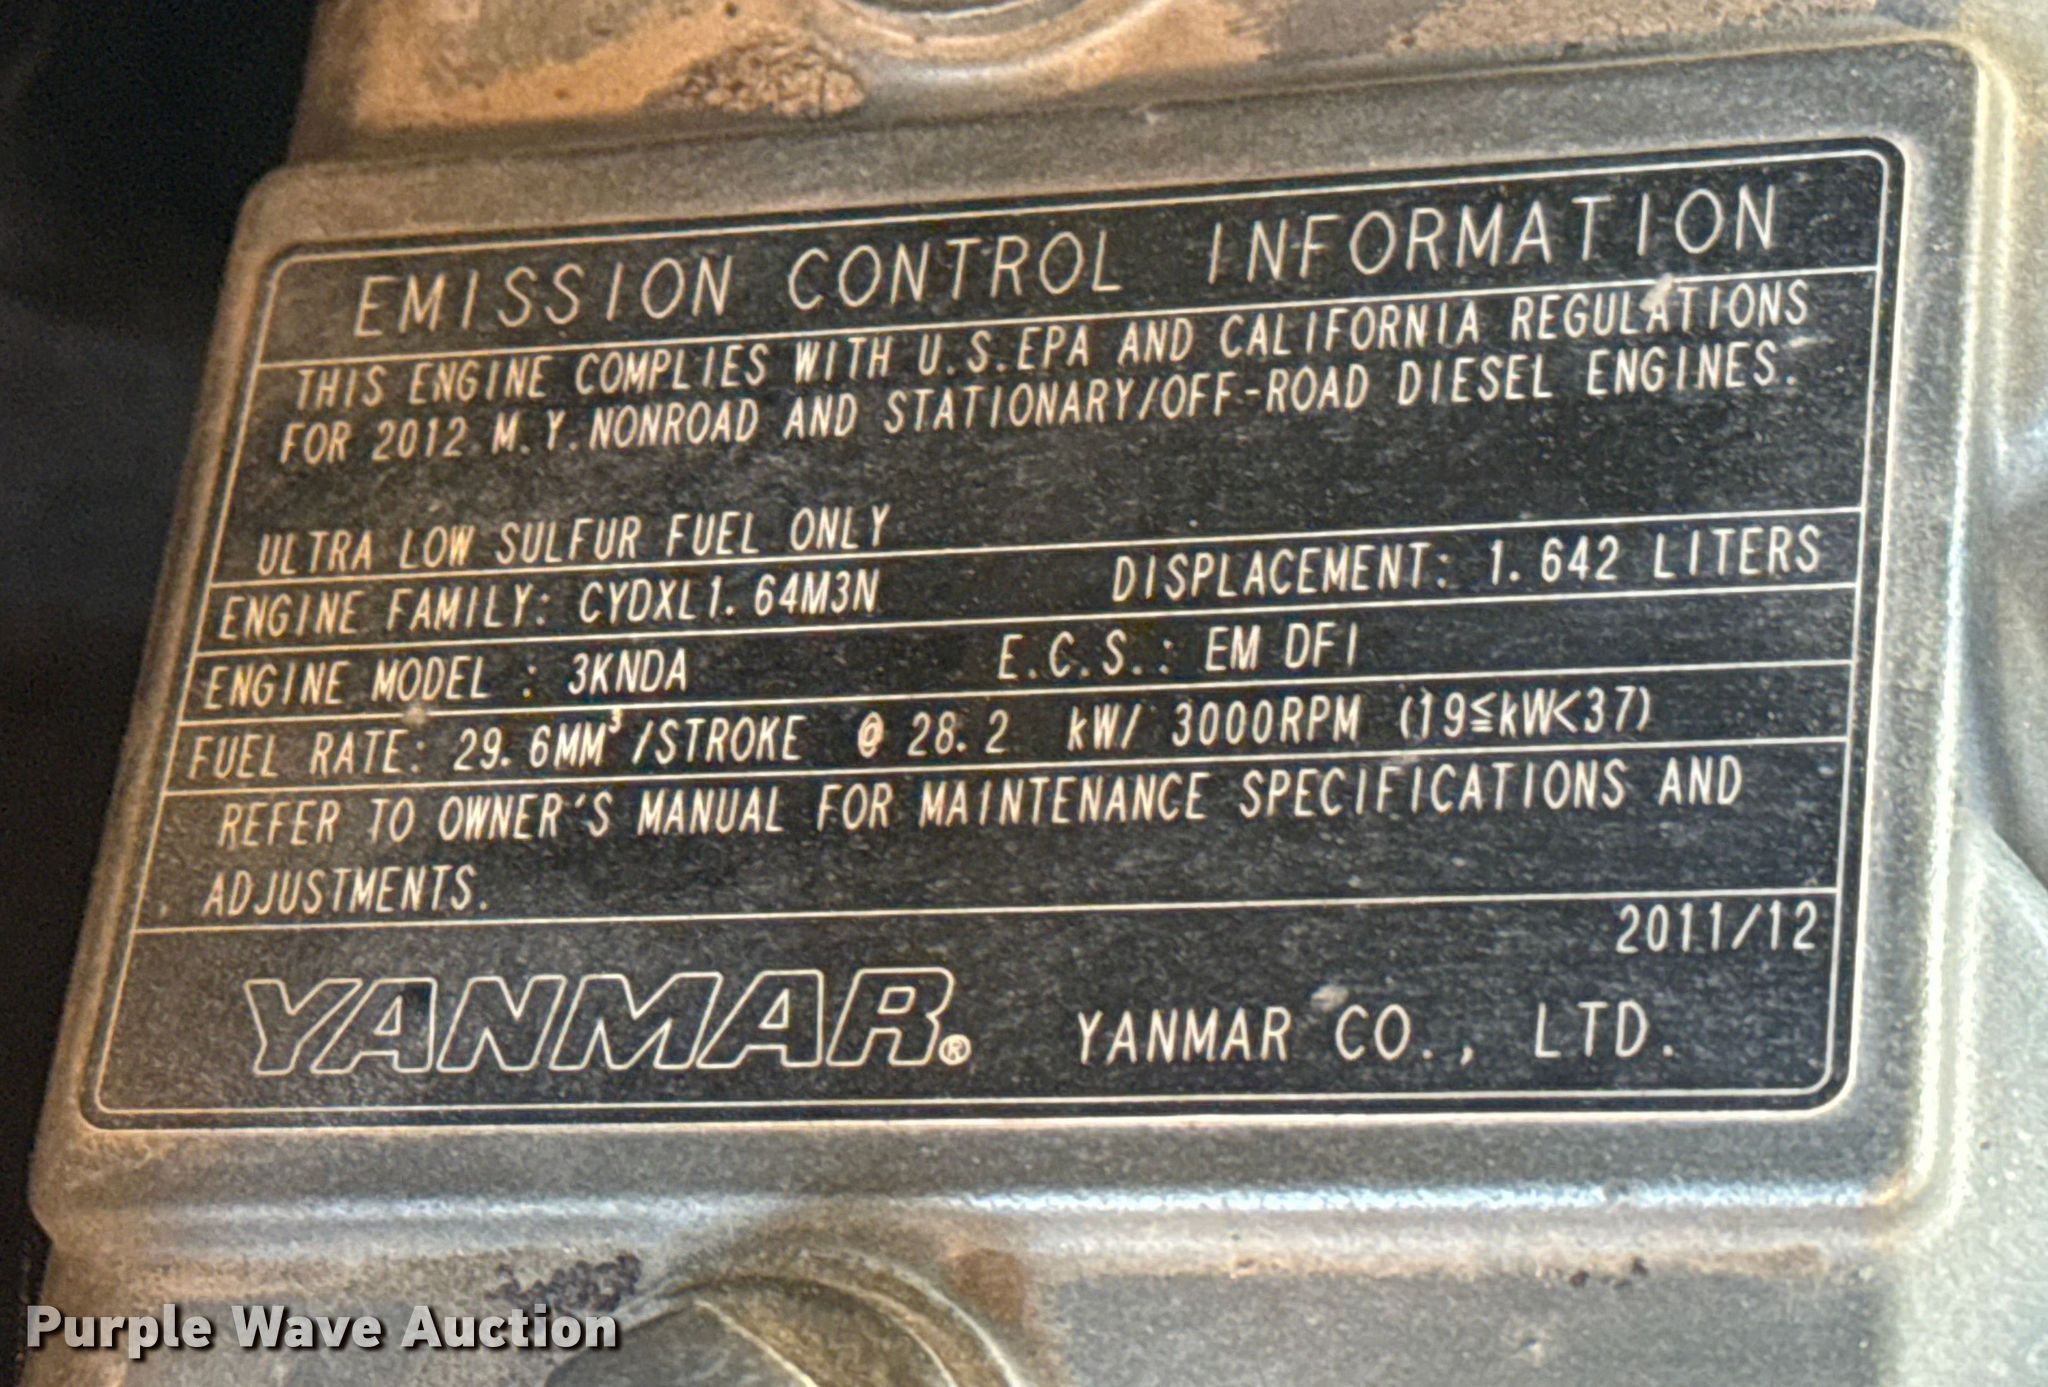 EMISSION CONTROL INFORMATION
THIS ENGINE COMPLIES WITH U.S.EPA AND CALIFORNIA REGULATIONS
FOR 2012 M.Y.NONROAD AND STATIONARY/OFF-ROAD DIESEL ENGINES.
ULTRA LOW SULFUR FUEL ONLY
ENGINE FAMILY: CYDXL1.64M3N DISPLACEMENT: 1.642 LITERS
ENGINE MODEL : 3KNDA E.C.S.: EM DFI
FUEL RATE: 29.6MM³/STROKE @ 28.2 kW/ 3000RPM (19≦kW<37)
REFER TO OWNER'S MANUAL FOR MAINTENANCE SPECIFICATIONS AND
ADJUSTMENTS.
2011/12
YANMAR® YANMAR CO., LTD.
Purple Wave Auction